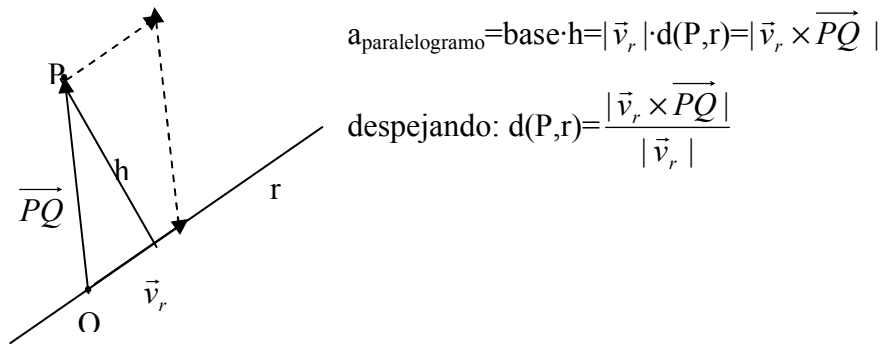 a_paralelogramo=base·h=|v⃗_r|·d(P,r)=|v⃗_r × PQ⃗ |
P
despejando: d(P,r)=|v⃗_r × PQ⃗ | / |v⃗_r |
h
r
PQ⃗
v⃗_r
Q